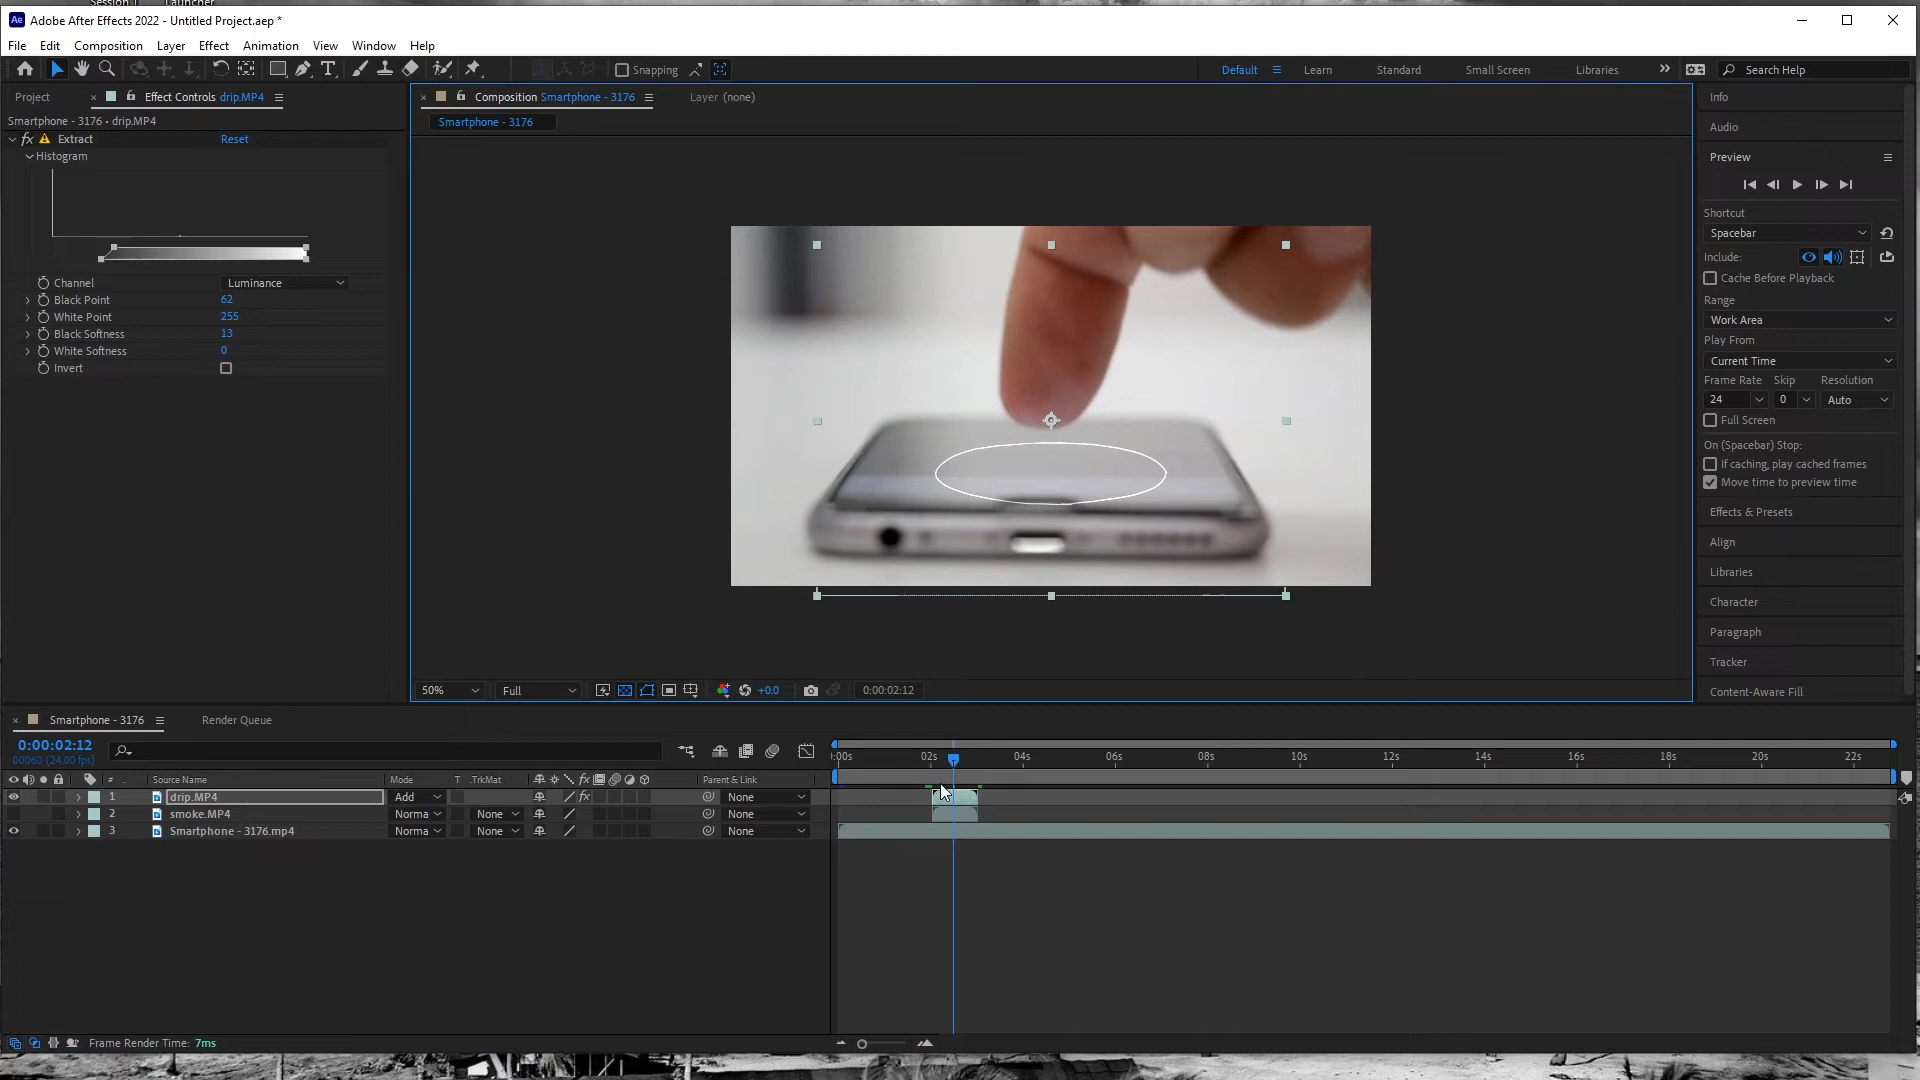 Session 1
Launcher
Ae Adobe After Effects 2022 - Untitled Project.aep *
File Edit Composition Layer Effect Animation View Window Help
Snapping
Default Learn Standard Small Screen Libraries
Search Help
Project
Effect Controls drip.MP4
Smartphone - 3176 • drip.MP4
fx Extract Reset
Histogram
Channel Luminance
Black Point 62
White Point 255
Black Softness 13
White Softness 0
Invert
Composition Smartphone - 3176
Layer (none)
Smartphone - 3176
50% Full +0.0 0:00:02:12
Info
Audio
Preview
Shortcut
Spacebar
Include:
Cache Before Playback
Range
Work Area
Play From
Current Time
Frame Rate Skip Resolution
24 0 Auto
Full Screen
On (Spacebar) Stop:
If caching, play cached frames
Move time to preview time
Effects & Presets
Align
Libraries
Character
Paragraph
Tracker
Content-Aware Fill
Smartphone - 3176
Render Queue
0:00:02:12
00060 (24.00 fps)
:00s 02s 04s 06s 08s 10s 12s 14s 16s 18s 20s 22s
# Source Name Mode T .TrkMat fx Parent & Link
1 drip.MP4 Add fx None
2 smoke.MP4 Norma None None
3 Smartphone - 3176.mp4 Norma None None
Frame Render Time: 7ms